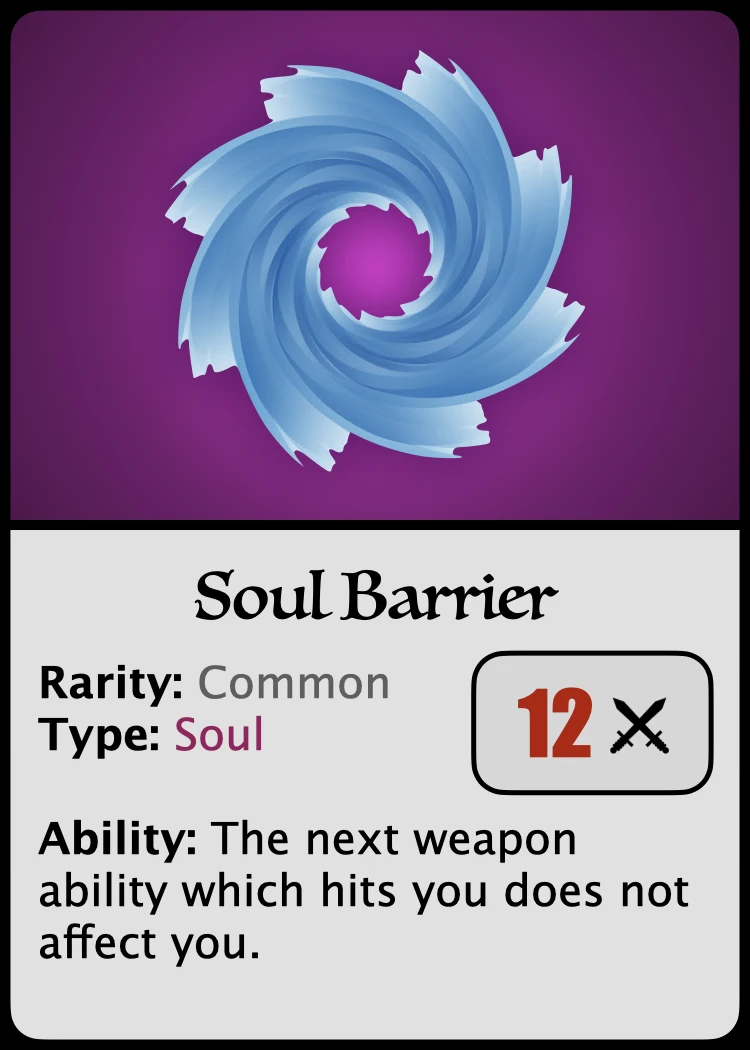 Soul Barrier
Rarity: Common
Type: Soul
12
Ability: The next weapon
ability which hits you does not
affect you.